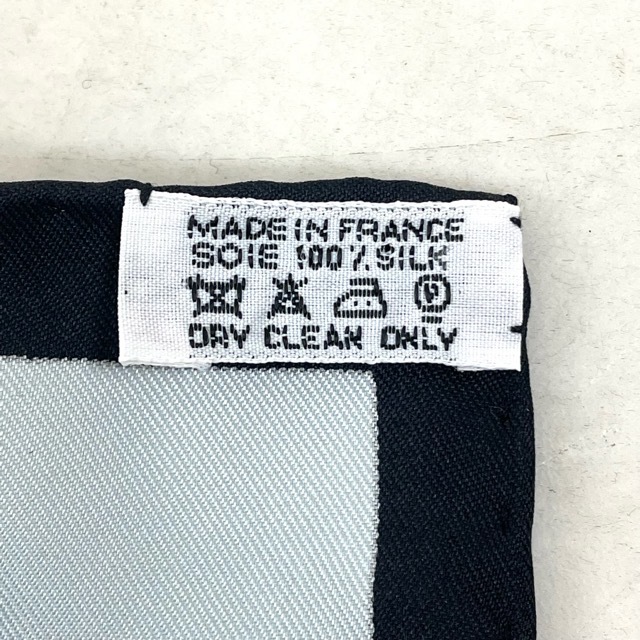 MADE IN FRANCE
SOIE 100% SILK
DRY CLEAN ONLY